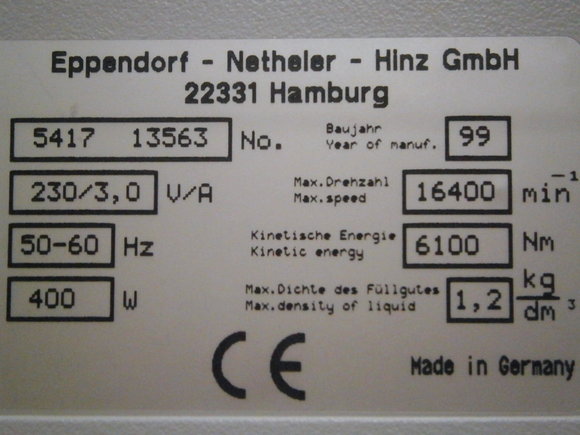 Eppendorf - Netheler - Hinz GmbH
22331 Hamburg
5417 13563 No.
Baujahr
Year of manuf. 99
230/3,0 V/A
Max.Drehzahl
Max.speed 16400 min⁻¹
50-60 Hz
Kinetische Energie
Kinetic energy 6100 Nm
400 W
Max.Dichte des Füllgutes
Max.density of liquid 1,2 kg/dm³
CE
Made in Germany